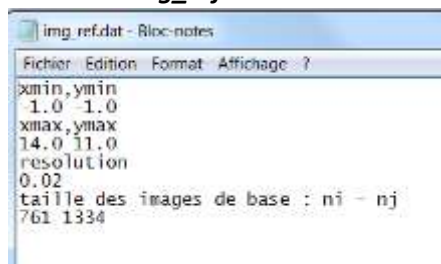 img_ref.dat - Bloc-notes
Fichier Edition Format Affichage ?
xmin,ymin
-1.0 -1.0
xmax,ymax
14.0 11.0
resolution
0.02
taille des images de base : ni - nj
761 1334